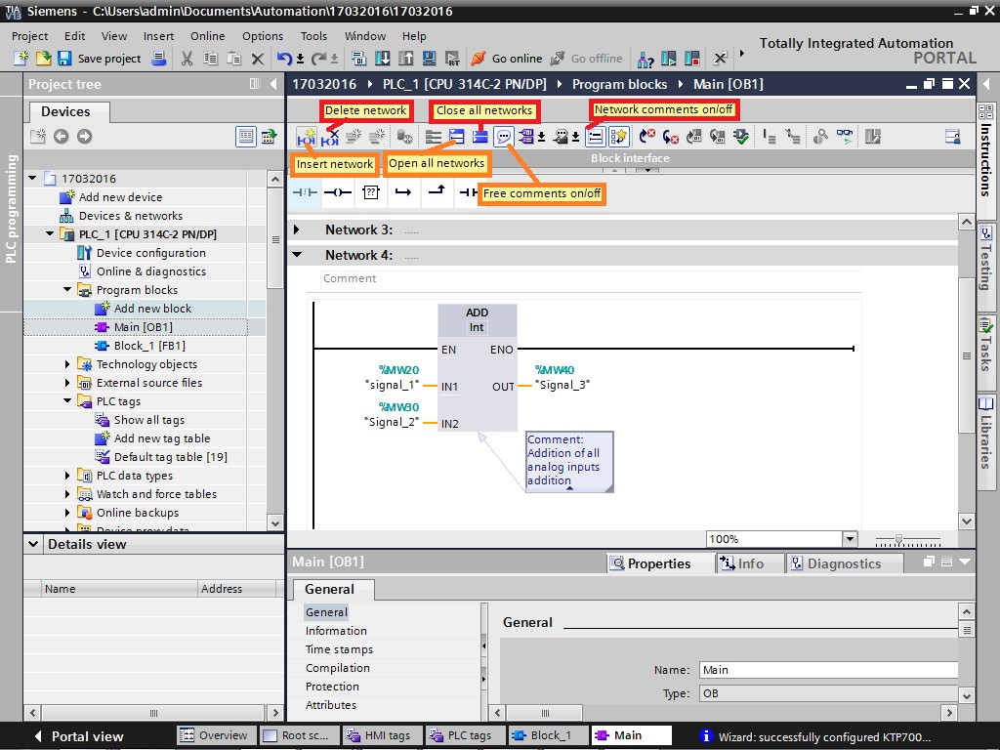 TIA V13 Siemens - C:\Users\admin\Documents\Automation\17032016\17032016
Project Edit View Insert Online Options Tools Window Help
Totally Integrated Automation
PORTAL
Save project
Go online
Go offline
Project tree
17032016 PLC_1 [CPU 314C-2 PN/DP] Program blocks Main [OB1]
Devices
Delete network
Close all networks
Network comments on/off
Insert network
Open all networks
Block interface
Free comments on/off
PLC programming
17032016
Add new device
Devices & networks
PLC_1 [CPU 314C-2 PN/DP]
Device configuration
Online & diagnostics
Program blocks
Add new block
Main [OB1]
Block_1 [FB1]
Technology objects
External source files
PLC tags
Show all tags
Add new tag table
Default tag table [19]
PLC data types
Watch and force tables
Online backups
Device proxy data
Details view
Name Address
??
Network 3: .....
Network 4: .....
Comment
ADD
Int
EN ENO
%MW20
"signal_1" IN1
%MW40
OUT "Signal_3"
%MW30
"Signal_2" IN2
Comment:
Addition of all
analog inputs
addition
100%
Instructions
Testing
Tasks
Libraries
Main [OB1]
Properties
Info
Diagnostics
General
General
Information
Time stamps
Compilation
Protection
Attributes
General
Name: Main
Type: OB
Portal view
Overview
Root sc...
HMI tags
PLC tags
Block_1
Main
Wizard: successfully configured KTP700...